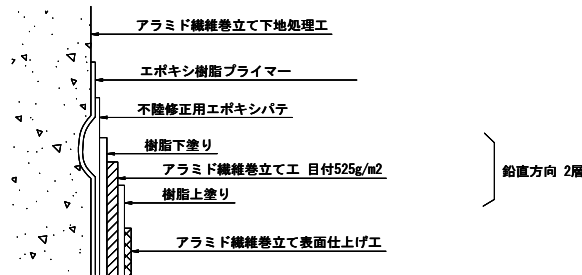 アラミド繊維巻立て下地処理工
エポキシ樹脂プライマー
不陸修正用エポキシパテ
樹脂下塗り
アラミド繊維巻立て工 目付525g/m2
鉛直方向 2層
樹脂上塗り
アラミド繊維巻立て表面仕上げ工